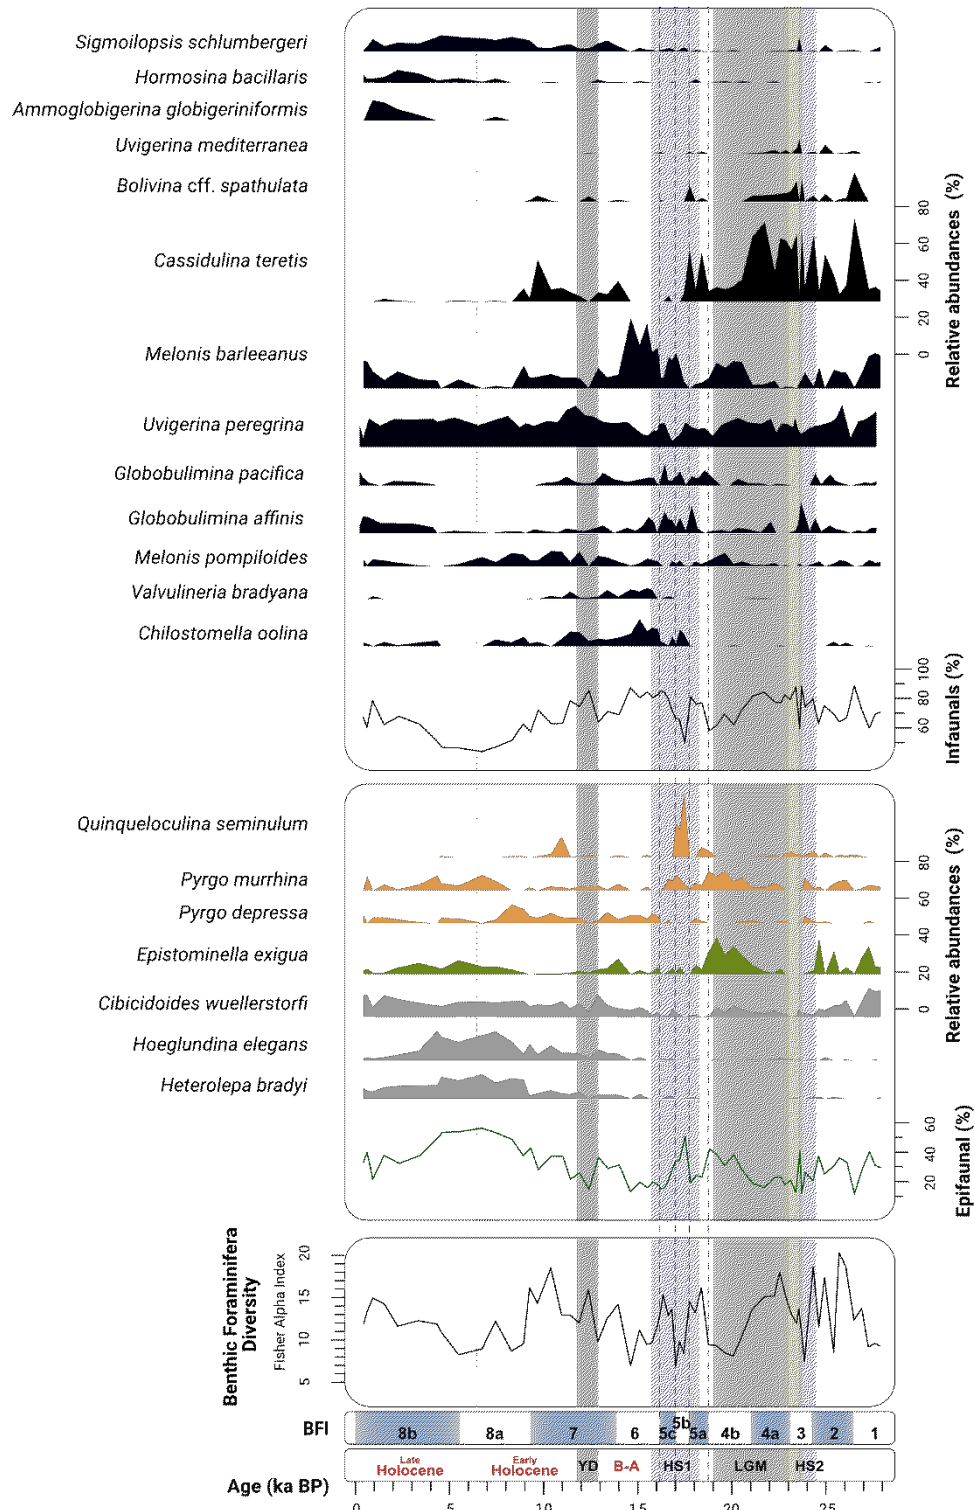 Sigmoilopsis schlumbergeri
Hormosina bacillaris
Ammoglobigerina globigeriniformis
Uvigerina mediterranea
Bolivina cff. spathulata
Cassidulina teretis
Melonis barleeanus
Uvigerina peregrina
Globobulimina pacifica
Globobulimina affinis
Melonis pompiloides
Valvulineria bradyana
Chilostomella oolina
Relative abundances (%)
80
60
40
20
0
Infaunals (%)
100
80
60
Quinqueloculina seminulum
Pyrgo murrhina
Pyrgo depressa
Epistominella exigua
Cibicidoides wuellerstorfi
Hoeglundina elegans
Heterolepa bradyi
Relative abundances (%)
80
60
40
20
0
Epifaunal (%)
60
40
20
Benthic Foraminifera
Diversity
Fisher Alpha Index
20
15
10
5
BFI
8b 8a 7 6 5c 5b 5a 4b 4a 3 2 1
Late Holocene Early Holocene YD B-A HS1 LGM HS2
Age (ka BP)
0 5 10 15 20 25